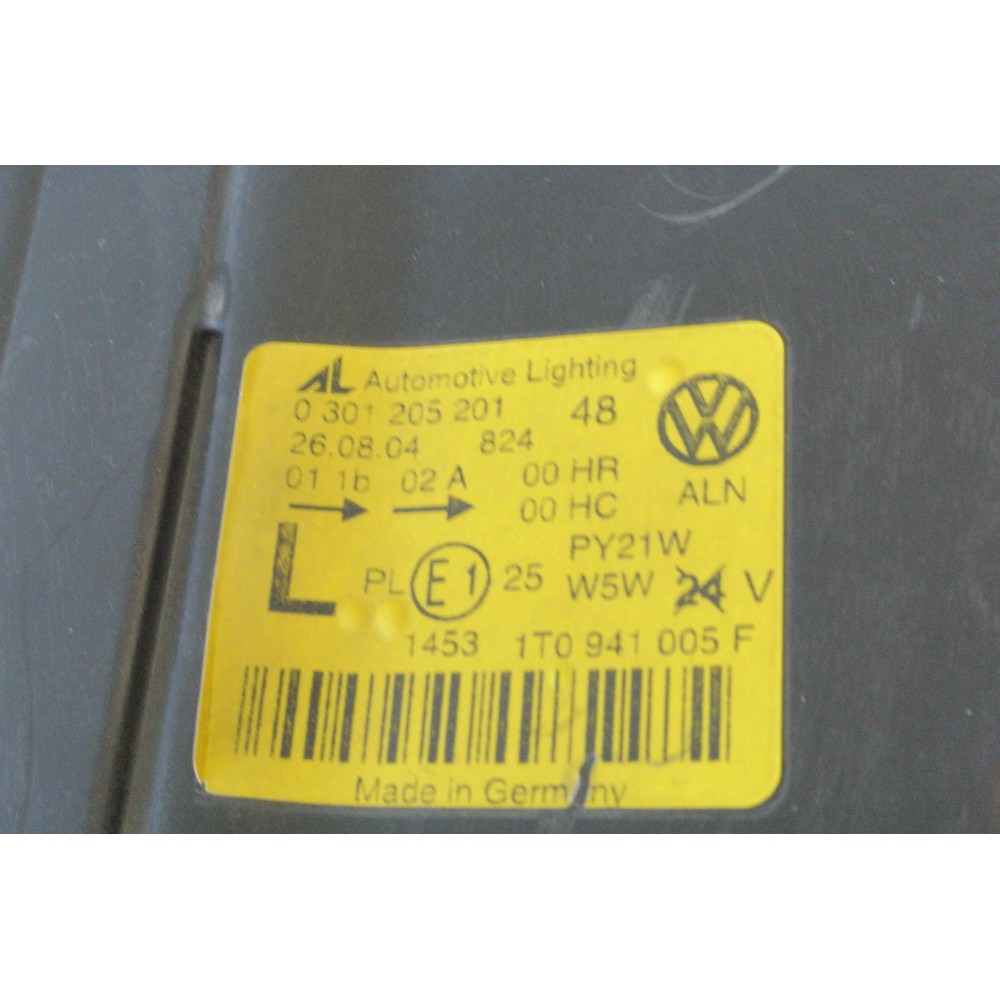 AL Automotive Lighting
0 301 205 201 48
26.08.04 824
01 1b 02 A 00 HR
00 HC
ALN
L
PL E1 25
PY21W
W5W 24 V
1453 1T0 941 005 F
Made in Germany